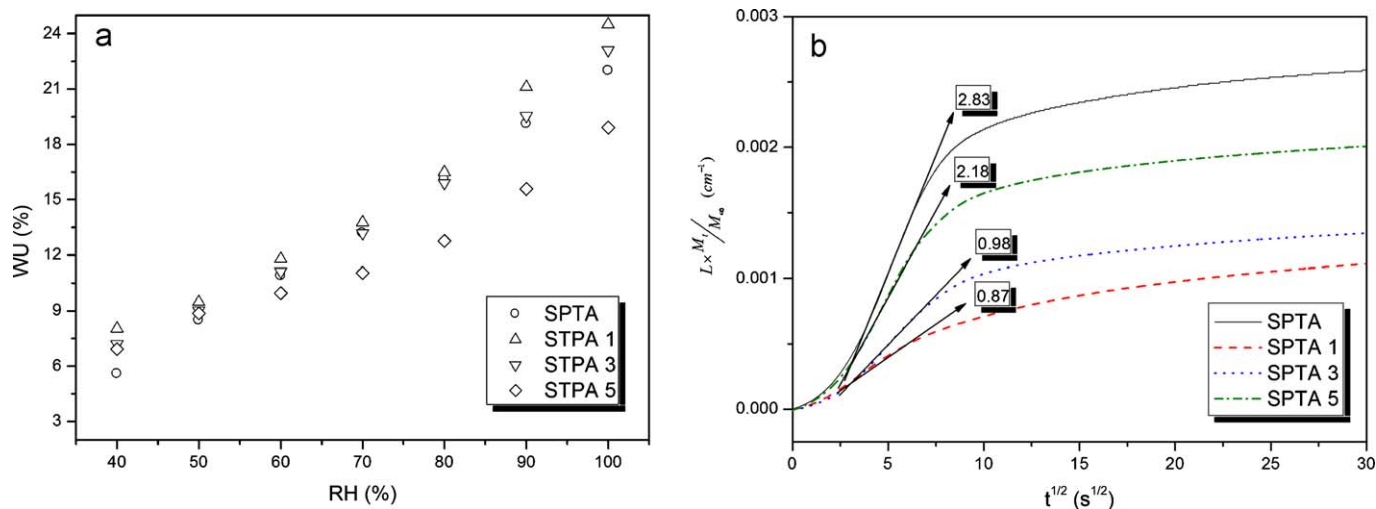 a
24
21
18
15
12
9
6
3
WU (%)
40 50 60 70 80 90 100
RH (%)
SPTA
STPA 1
STPA 3
STPA 5
b
0.003
0.002
0.001
0.000
L × M_t / M_∞ (cm⁻¹)
2.83
2.18
0.98
0.87
0 5 10 15 20 25 30
t^{1/2} (s^{1/2})
SPTA
SPTA 1
SPTA 3
SPTA 5